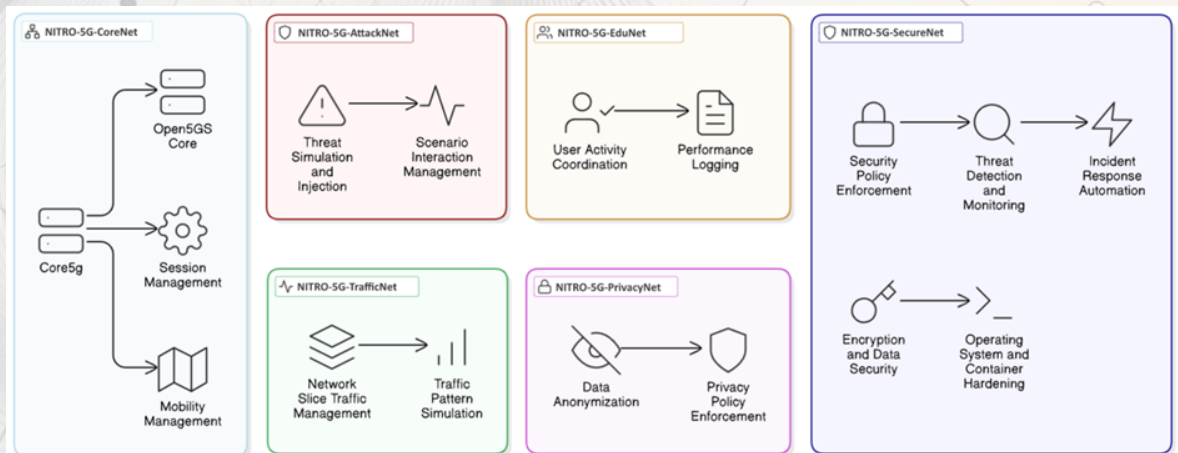 NITRO-5G-CoreNet
Open5GS
Core
Core5g
Session
Management
Mobility
Management
NITRO-5G-AttackNet
Threat
Simulation
and
Injection
Scenario
Interaction
Management
NITRO-5G-EduNet
User Activity
Coordination
Performance
Logging
NITRO-5G-SecureNet
Security
Policy
Enforcement
Threat
Detection
and
Monitoring
Incident
Response
Automation
Encryption
and Data
Security
Operating
System and
Container
Hardening
NITRO-5G-TrafficNet
Network
Slice Traffic
Management
Traffic
Pattern
Simulation
NITRO-5G-PrivacyNet
Data
Anonymization
Privacy
Policy
Enforcement